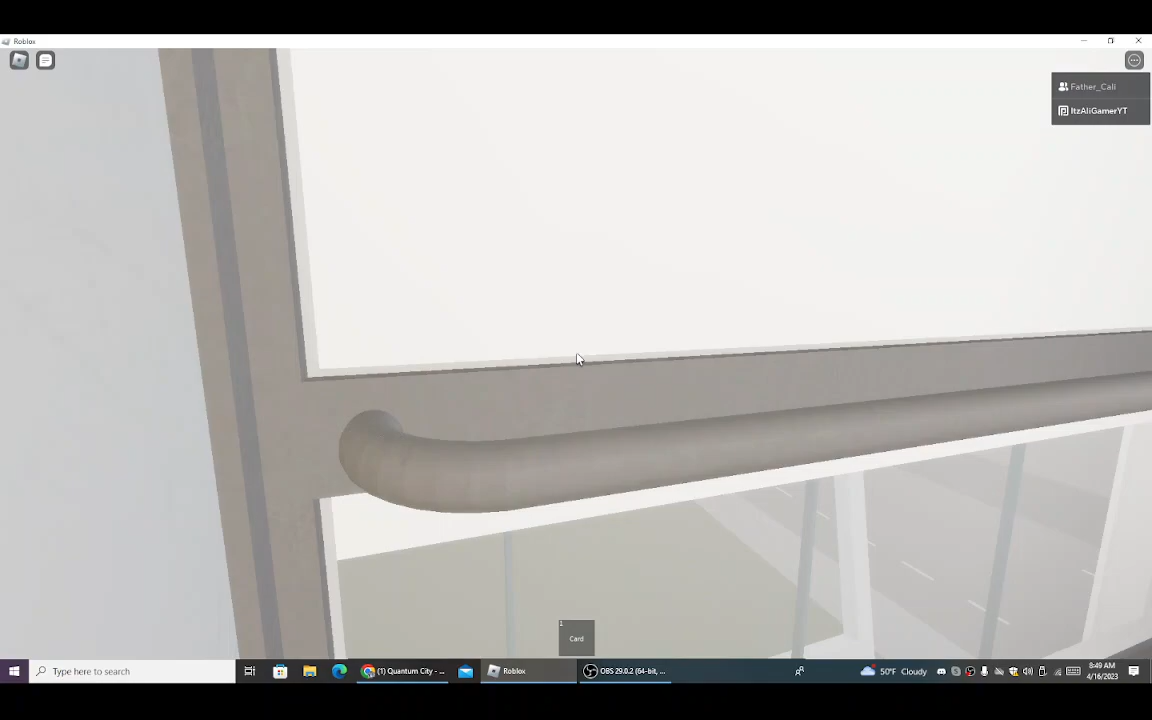 Roblox
Father_Cali
ItzAliGamerYT
1
Card
Type here to search
(1) Quantum City - ...
Roblox
OBS 29.0.2 (64-bit, ...
50°F Cloudy
8:49 AM
4/16/2023